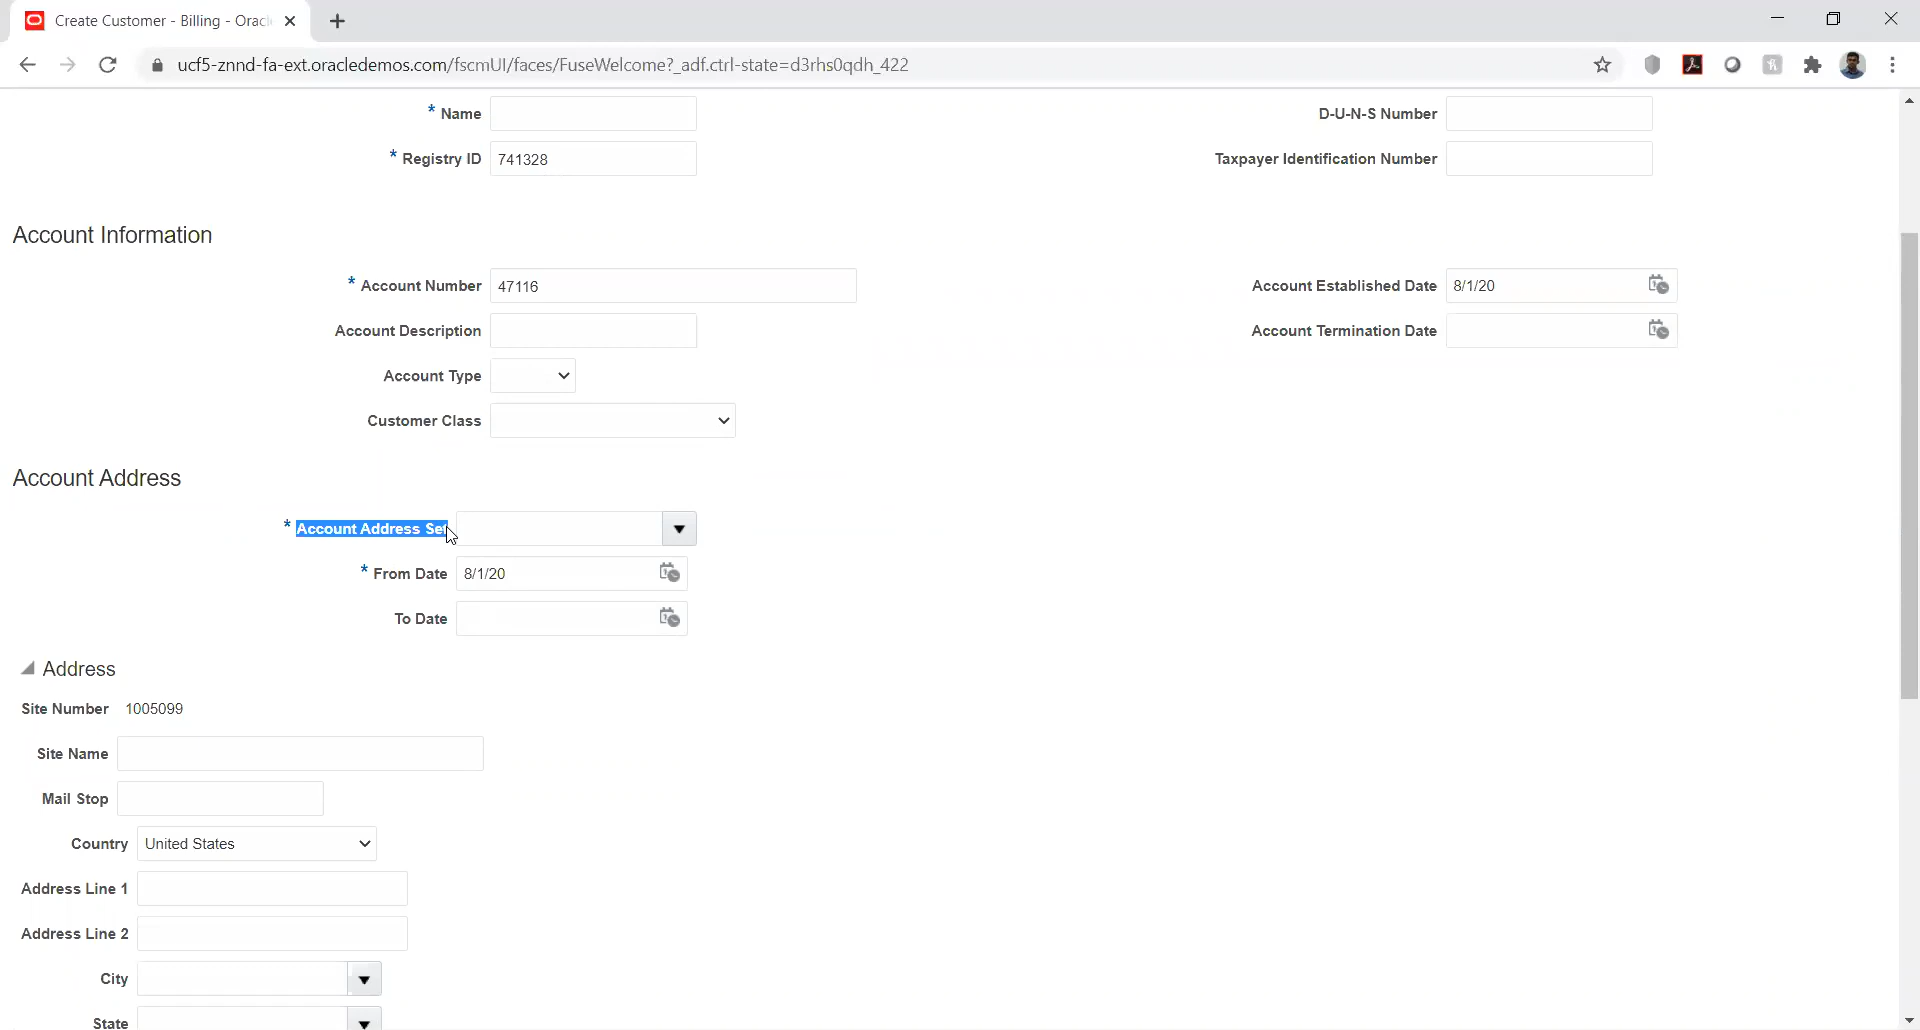 Create Customer - Billing - Oracl
ucf5-znnd-fa-ext.oracledemos.com/fscmUI/faces/FuseWelcome?_adf.ctrl-state=d3rhs0qdh_422
* Name
D-U-N-S Number
* Registry ID 741328
Taxpayer Identification Number
Account Information
* Account Number 47116
Account Established Date 8/1/20
Account Description
Account Termination Date
Account Type
Customer Class
Account Address
* Account Address Set
* From Date 8/1/20
To Date
Address
Site Number 1005099
Site Name
Mail Stop
Country United States
Address Line 1
Address Line 2
City
State